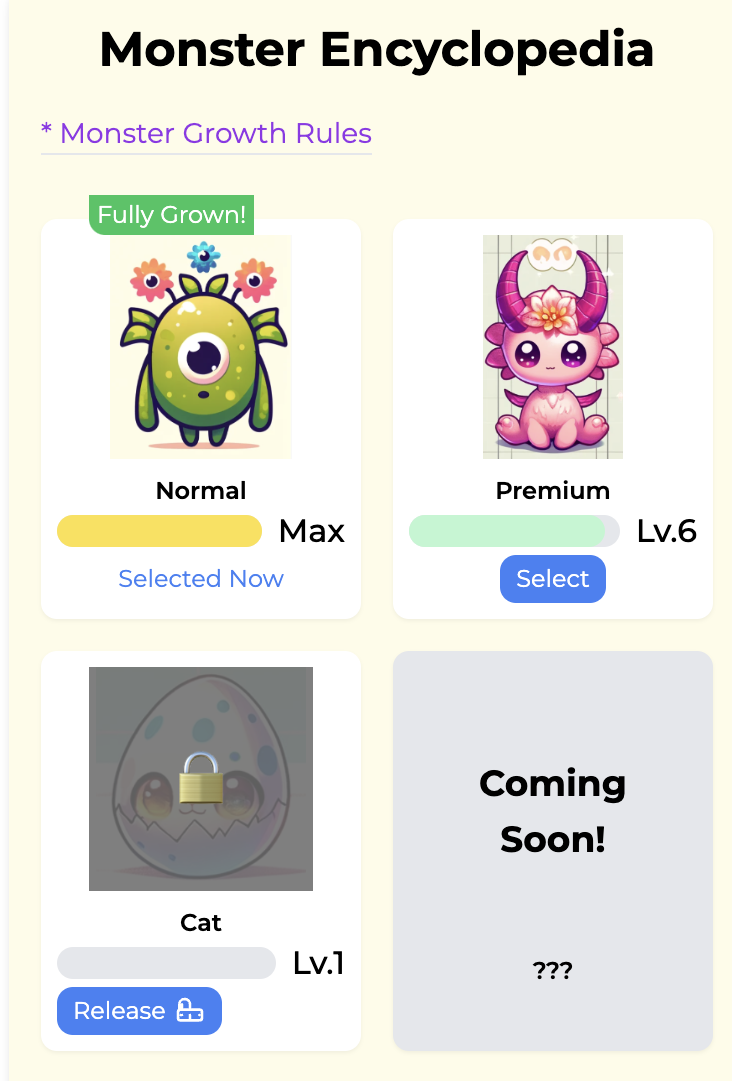 Monster Encyclopedia
* Monster Growth Rules
Fully Grown!
Normal
Max
Selected Now
Premium
Lv.6
Select
Cat
Lv.1
Release
Coming
Soon!
???